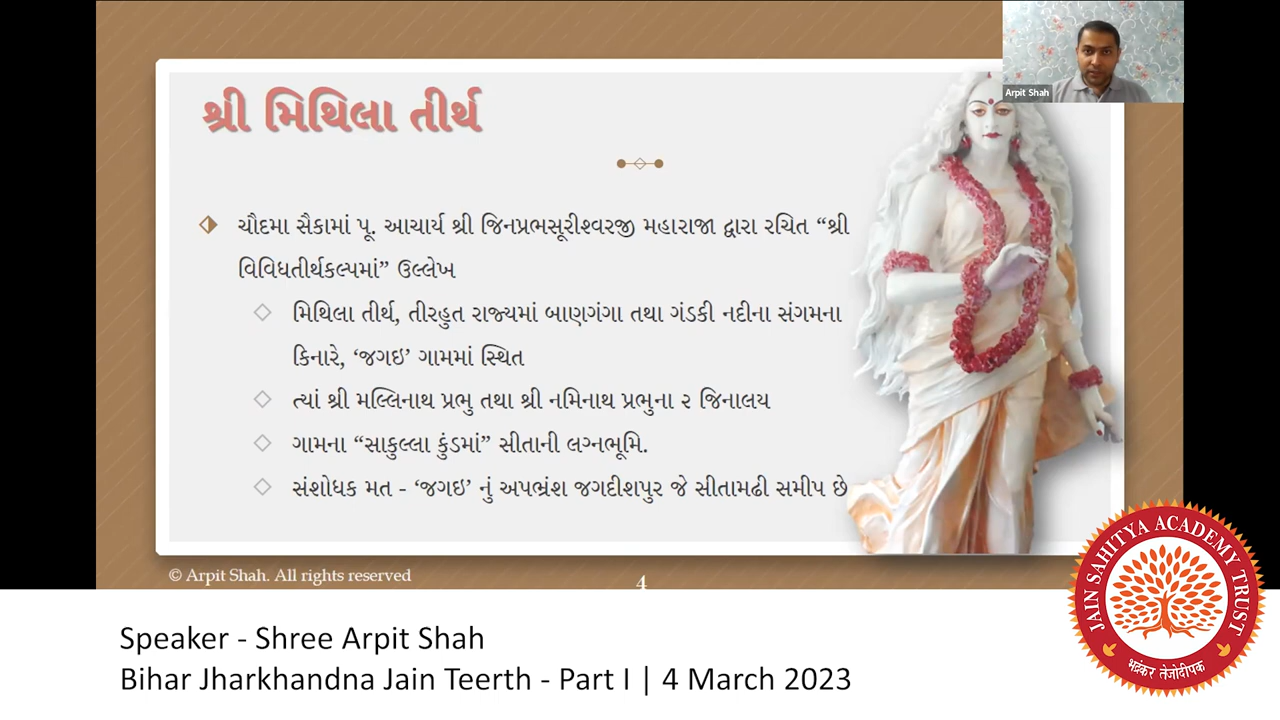 શ્રી મિથિલા તીર્થ
Arpit Shah
ચૌદમા સૈકામાં પૂ. આચાર્ય શ્રી જિનપ્રભસૂરીશ્વરજી મહારાજા દ્વારા રચિત “શ્રી
વિવિધતીર્થકલ્પમાં” ઉલ્લેખ
મિથિલા તીર્થ, તીરહુત રાજ્યમાં બાણગંગા તથા ગંડકી નદીના સંગમના
કિનારે, ‘જગઇ’ ગામમાં સ્થિત
ત્યાં શ્રી મલ્લિનાથ પ્રભુ તથા શ્રી નમિનાથ પ્રભુના ૨ જિનાલય
ગામના “સાકુલ્લા કુંડમાં” સીતાની લગ્નભૂમિ.
સંશોધક મત - ‘જગઇ’ નું અપભ્રંશ જગદીશપુર જે સીતામઢી સમીપ છે
© Arpit Shah. All rights reserved
4
Speaker - Shree Arpit Shah
Bihar Jharkhandna Jain Teerth - Part I | 4 March 2023
JAIN SAHITYA ACADEMY TRUST
भद्रंकर तेजोदीपक